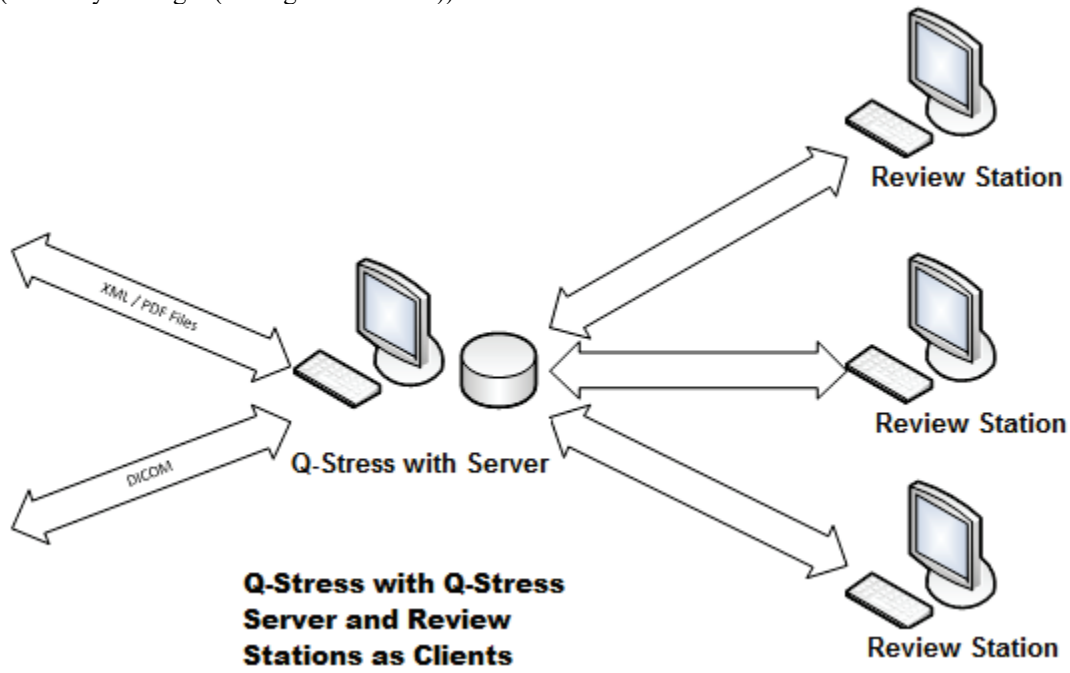 Review Station
XML / PDF Files
Review Station
Q-Stress with Server
DICOM
Q-Stress with Q-Stress
Server and Review
Stations as Clients
Review Station